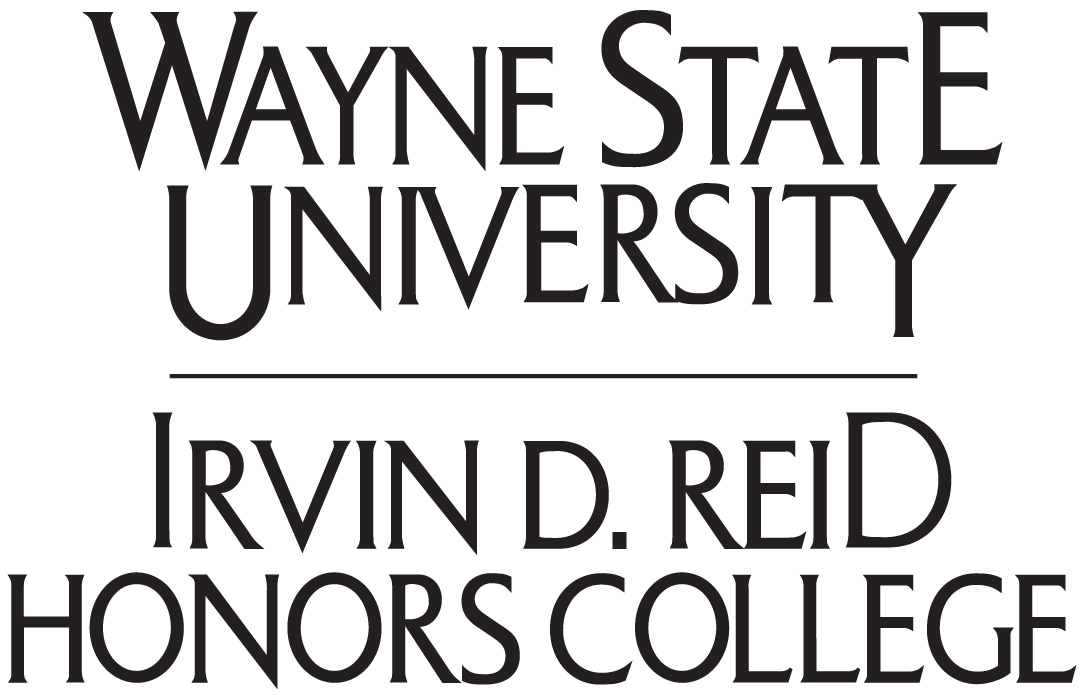 WAYNE STATE
UNIVERSITY
IRVIN D. REID
HONORS COLLEGE